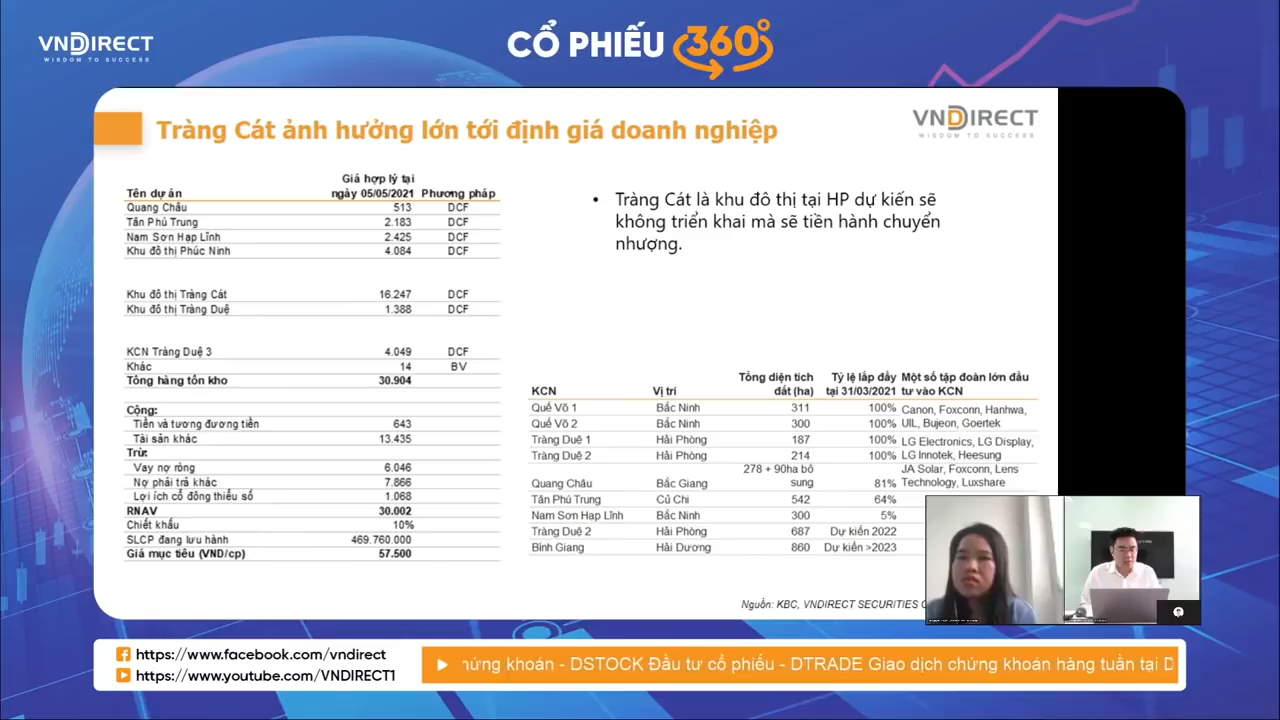 VNDIRECT
WISDOM TO SUCCESS
CỔ PHIẾU 360°
Tràng Cát ảnh hưởng lớn tới định giá doanh nghiệp
VNDIRECT
WISDOM TO SUCCESS
Tên dự án Giá hợp lý tại ngày 05/05/2021 Phương pháp
Quang Châu 513 DCF
Tân Phú Trung 2.183 DCF
Nam Sơn Hạp Lĩnh 2.425 DCF
Khu đô thị Phúc Ninh 4.084 DCF
Khu đô thị Tràng Cát 16.247 DCF
Khu đô thị Tràng Duệ 1.388 DCF
KCN Tràng Duệ 3 4.049 DCF
Khác 14 BV
Tổng hàng tồn kho 30.904
Cộng:
Tiền và tương đương tiền 643
Tài sản khác 13.435
Trừ:
Vay nợ ròng 6.046
Nợ phải trả khác 7.866
Lợi ích cổ đông thiểu số 1.068
RNAV 30.002
Chiết khấu 10%
SLCP đang lưu hành 469.760.000
Giá mục tiêu (VND/cp) 57.500
• Tràng Cát là khu đô thị tại HP dự kiến sẽ
không triển khai mà sẽ tiền hành chuyển
nhượng.
KCN Vị trí Tổng diện tích đất (ha) Tỷ lệ lấp đầy tại 31/03/2021 Một số tập đoàn lớn đầu tư vào KCN
Quế Võ 1 Bắc Ninh 311 100% Canon, Foxconn, Hanhwa,
Quế Võ 2 Bắc Ninh 300 100% UIL, Bujeon, Goertek
Tràng Duệ 1 Hải Phòng 187 100% LG Electronics, LG Display,
Tràng Duệ 2 Hải Phòng 214 100% LG Innotek, Heesung
Quang Châu Bắc Giang 278 + 90ha bổ sung 81% JA Solar, Foxconn, Lens Technology, Luxshare
Tân Phú Trung Củ Chi 542 64%
Nam Sơn Hạp Lĩnh Bắc Ninh 300 5%
Tràng Duệ 2 Hải Phòng 687 Dự kiến 2022
Bình Giang Hải Dương 860 Dự kiến >2023
Nguồn: KBC, VNDIRECT SECURITIES
https://www.facebook.com/vndirect
https://www.youtube.com/VNDIRECT1
hứng khoán - DSTOCK Đầu tư cổ phiếu - DTRADE Giao dịch chứng khoán hàng tuần tại D